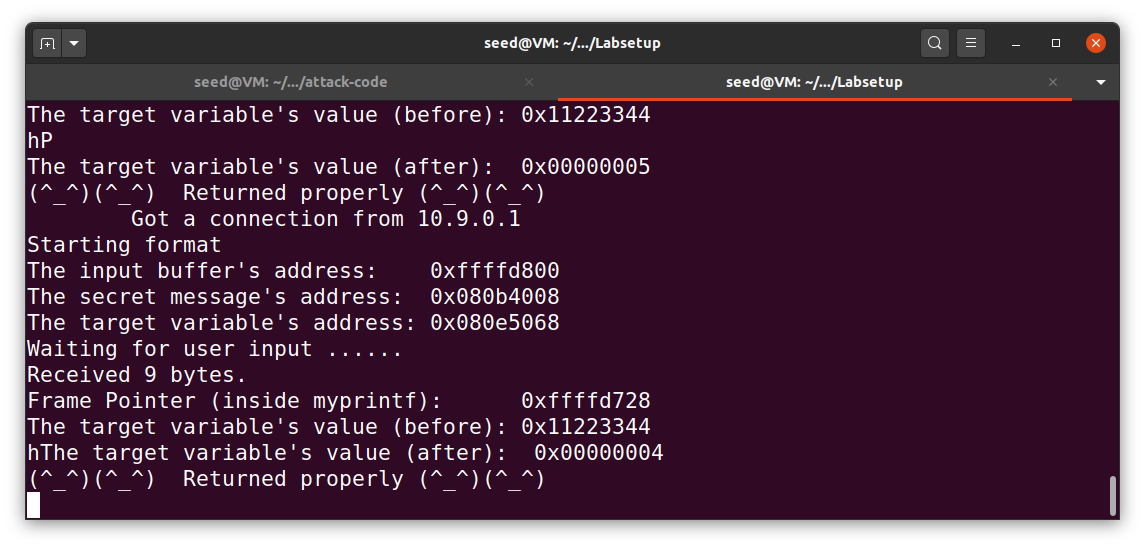 seed@VM: ~/.../Labsetup
seed@VM: ~/.../attack-code
seed@VM: ~/.../Labsetup
The target variable's value (before): 0x11223344
hP
The target variable's value (after):  0x00000005
(^_^)(^_^)  Returned properly (^_^)(^_^)
        Got a connection from 10.9.0.1
Starting format
The input buffer's address:    0xffffd800
The secret message's address:  0x080b4008
The target variable's address: 0x080e5068
Waiting for user input ......
Received 9 bytes.
Frame Pointer (inside myprintf):      0xffffd728
The target variable's value (before): 0x11223344
hThe target variable's value (after):  0x00000004
(^_^)(^_^)  Returned properly (^_^)(^_^)